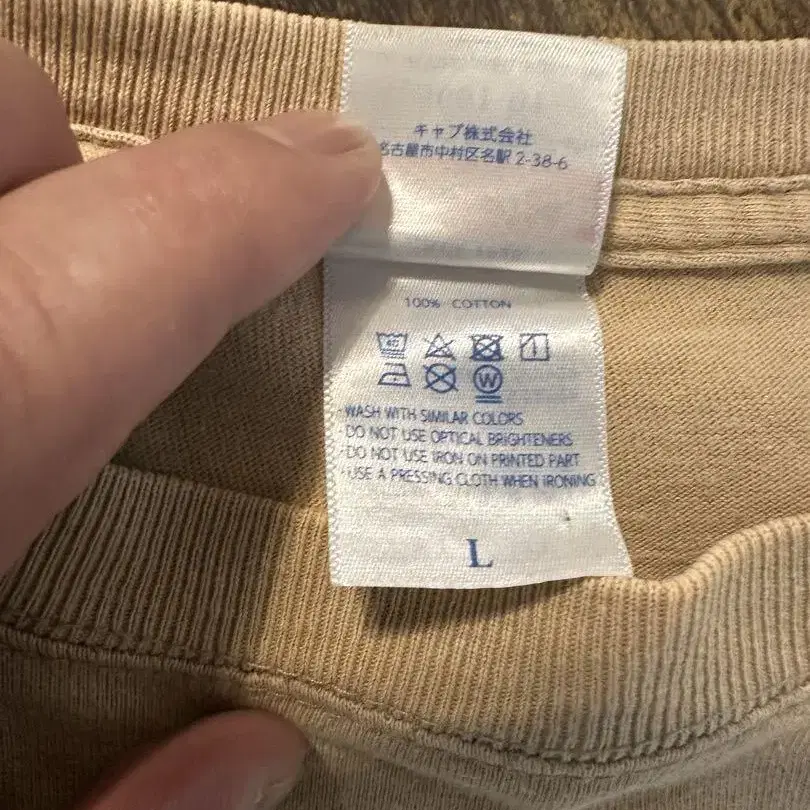 キャブ株式会社
名古屋市中村区名駅 2-38-6
100% COTTON
W
·WASH WITH SIMILAR COLORS
·DO NOT USE OPTICAL BRIGHTENERS
·DO NOT USE IRON ON PRINTED PART
·USE A PRESSING CLOTH WHEN IRONING
L